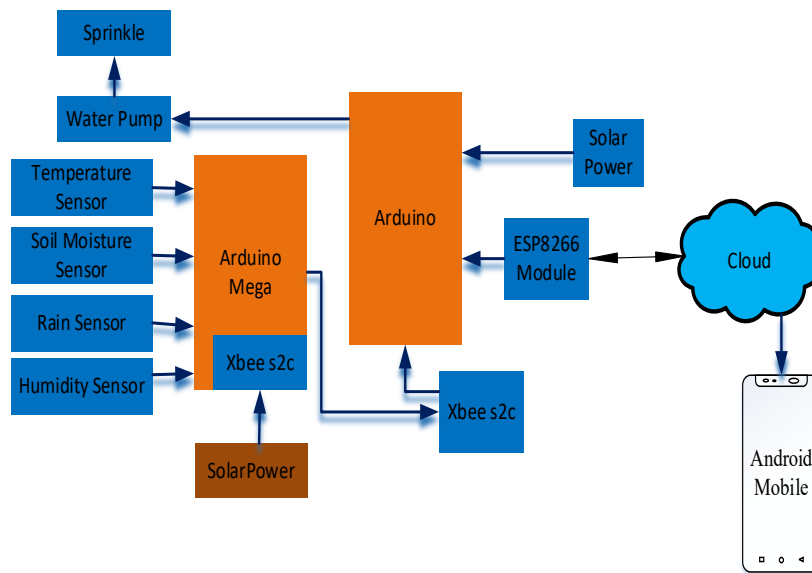 Sprinkle
Water Pump
Temperature
Sensor
Soil Moisture
Sensor
Rain Sensor
Humidity Sensor
Arduino
Mega
Xbee s2c
SolarPower
Arduino
Solar
Power
ESP8266
Module
Xbee s2c
Cloud
Android
Mobile